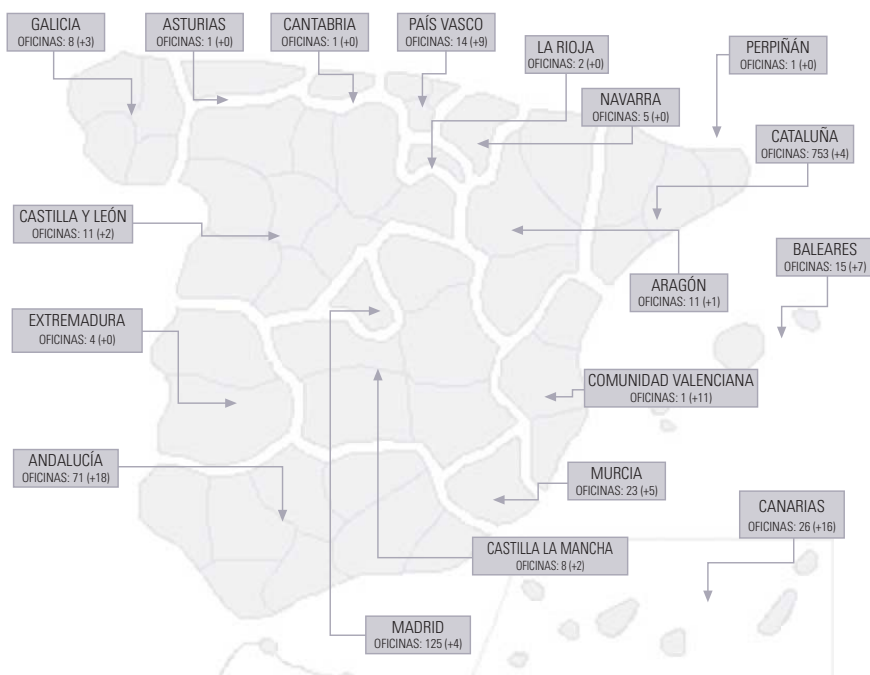 GALICIA
OFICINAS: 8 (+3)
ASTURIAS
OFICINAS: 1 (+0)
CANTABRIA
OFICINAS: 1 (+0)
PAÍS VASCO
OFICINAS: 14 (+9)
LA RIOJA
OFICINAS: 2 (+0)
PERPIÑÁN
OFICINAS: 1 (+0)
NAVARRA
OFICINAS: 5 (+0)
CATALUÑA
OFICINAS: 753 (+4)
CASTILLA Y LEÓN
OFICINAS: 11 (+2)
BALEARES
OFICINAS: 15 (+7)
ARAGÓN
OFICINAS: 11 (+1)
EXTREMADURA
OFICINAS: 4 (+0)
COMUNIDAD VALENCIANA
OFICINAS: 1 (+11)
ANDALUCÍA
OFICINAS: 71 (+18)
MURCIA
OFICINAS: 23 (+5)
CANARIAS
OFICINAS: 26 (+16)
CASTILLA LA MANCHA
OFICINAS: 8 (+2)
MADRID
OFICINAS: 125 (+4)